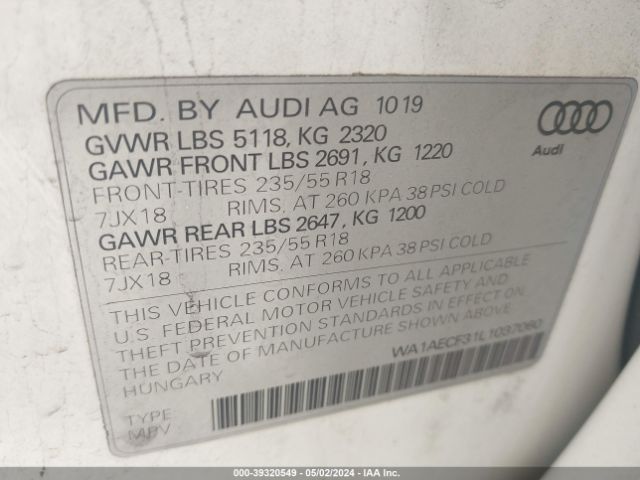 MFD. BY AUDI AG 1019
GVWR LBS 5118, KG 2320
GAWR FRONT LBS 2691, KG 1220
FRONT-TIRES 235/55 R18
7JX18 RIMS, AT 260 KPA 38 PSI COLD
GAWR REAR LBS 2647, KG 1200
REAR-TIRES 235/55 R18
7JX18 RIMS, AT 260 KPA 38 PSI COLD
Audi
THIS VEHICLE CONFORMS TO ALL APPLICABLE
U.S FEDERAL MOTOR VEHICLE SAFETY AND
THEFT PREVENTION STANDARDS IN EFFECT ON
THE DATE OF MANUFACTURE SHOWN ABOVE.
HUNGARY
WA1AECF31L1037060
TYPE
MPV
000-39320549 - 05/02/2024 - IAA Inc.